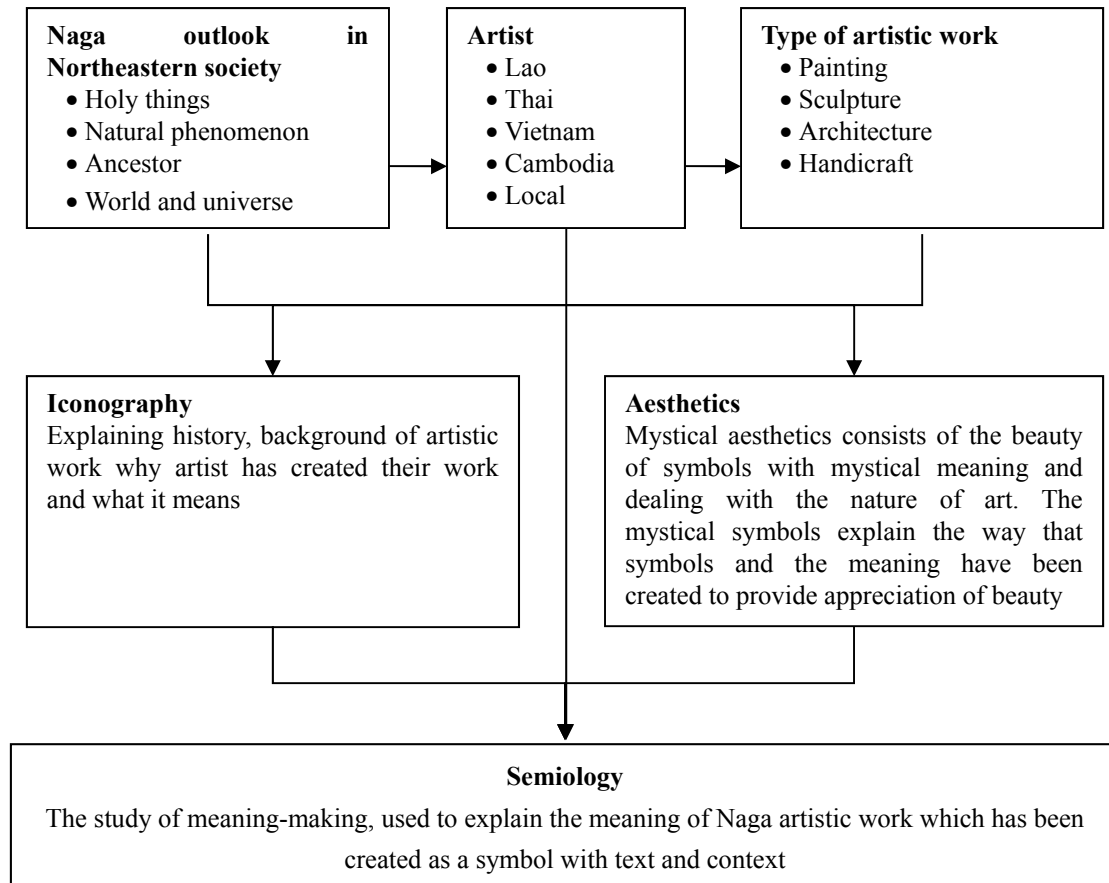 Naga outlook in
Northeastern society
• Holy things
• Natural phenomenon
• Ancestor
• World and universe
Artist
• Lao
• Thai
• Vietnam
• Cambodia
• Local
Type of artistic work
• Painting
• Sculpture
• Architecture
• Handicraft
Iconography
Explaining history, background of artistic
work why artist has created their work
and what it means
Aesthetics
Mystical aesthetics consists of the beauty
of symbols with mystical meaning and
dealing with the nature of art. The
mystical symbols explain the way that
symbols and the meaning have been
created to provide appreciation of beauty
Semiology
The study of meaning-making, used to explain the meaning of Naga artistic work which has been
created as a symbol with text and context